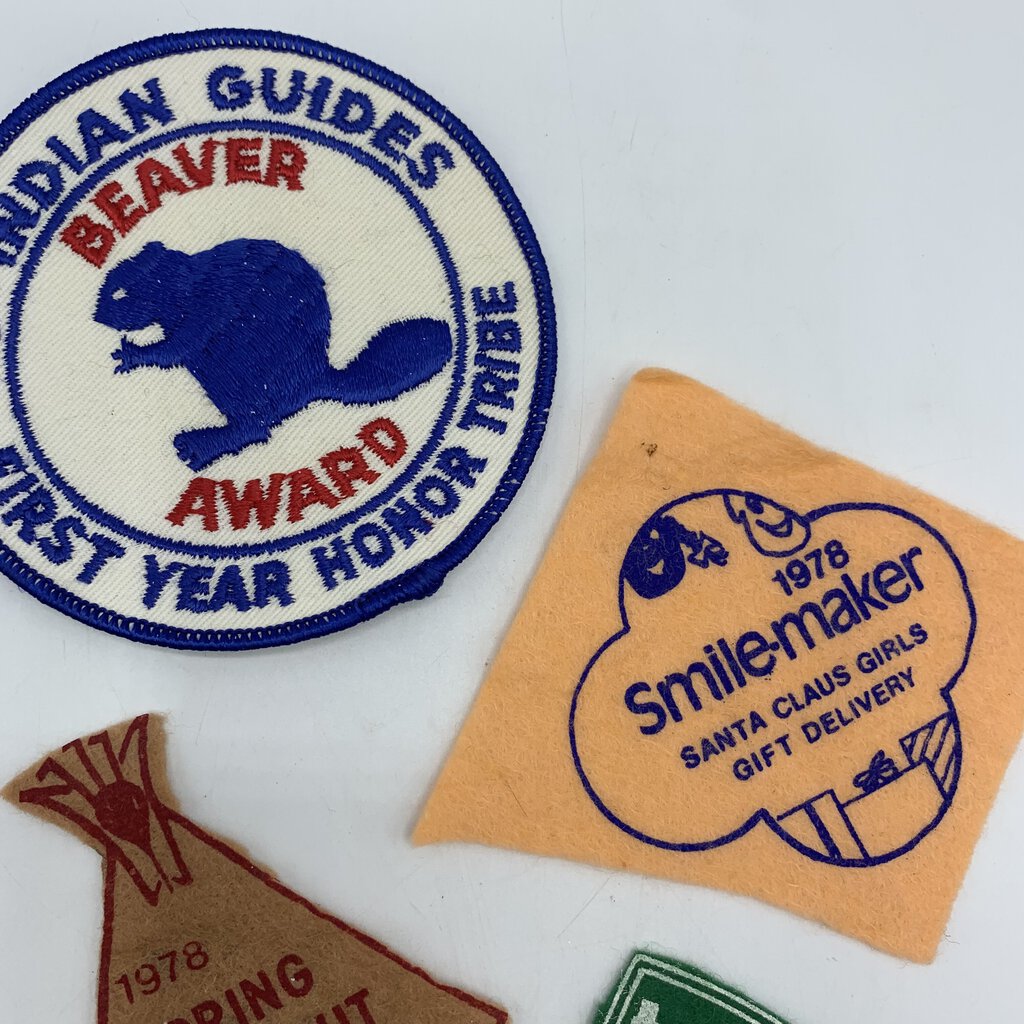 INDIAN GUIDES
BEAVER
AWARD
FIRST YEAR HONOR TRIBE
1978
Smile-maker
SANTA CLAUS GIRLS
GIFT DELIVERY
1978